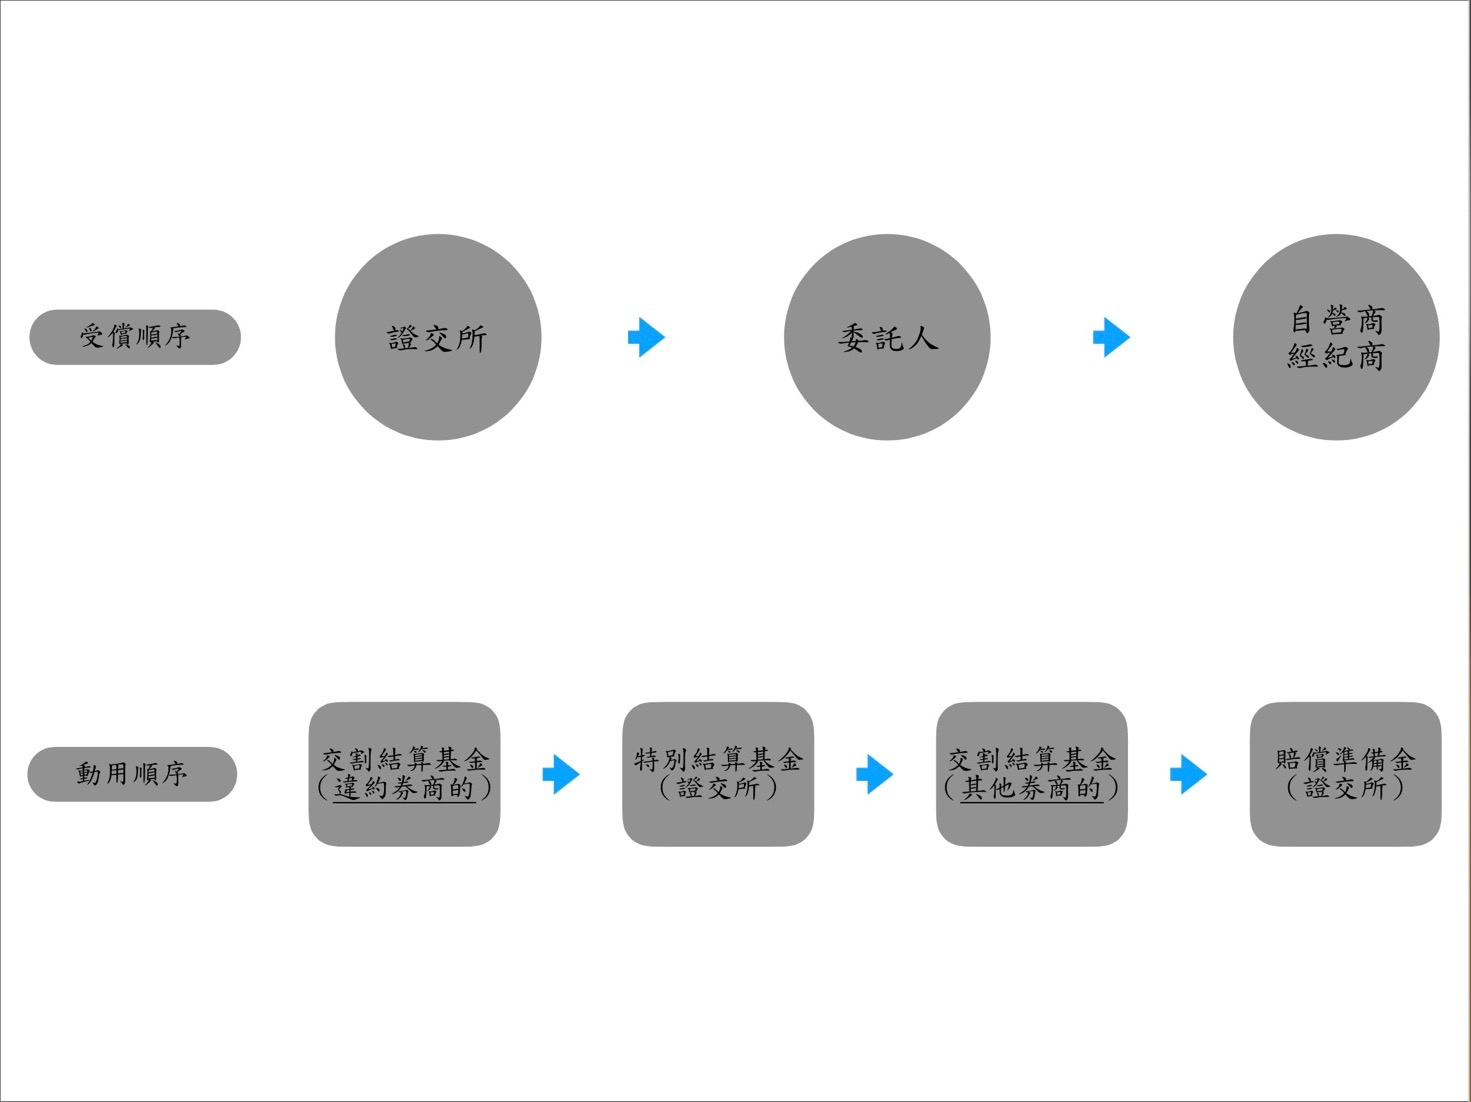 受償順序
證交所
委託人
自營商
經紀商
動用順序
交割結算基金
（違約券商的）
特別結算基金
（證交所）
交割結算基金
（其他券商的）
賠償準備金
（證交所）